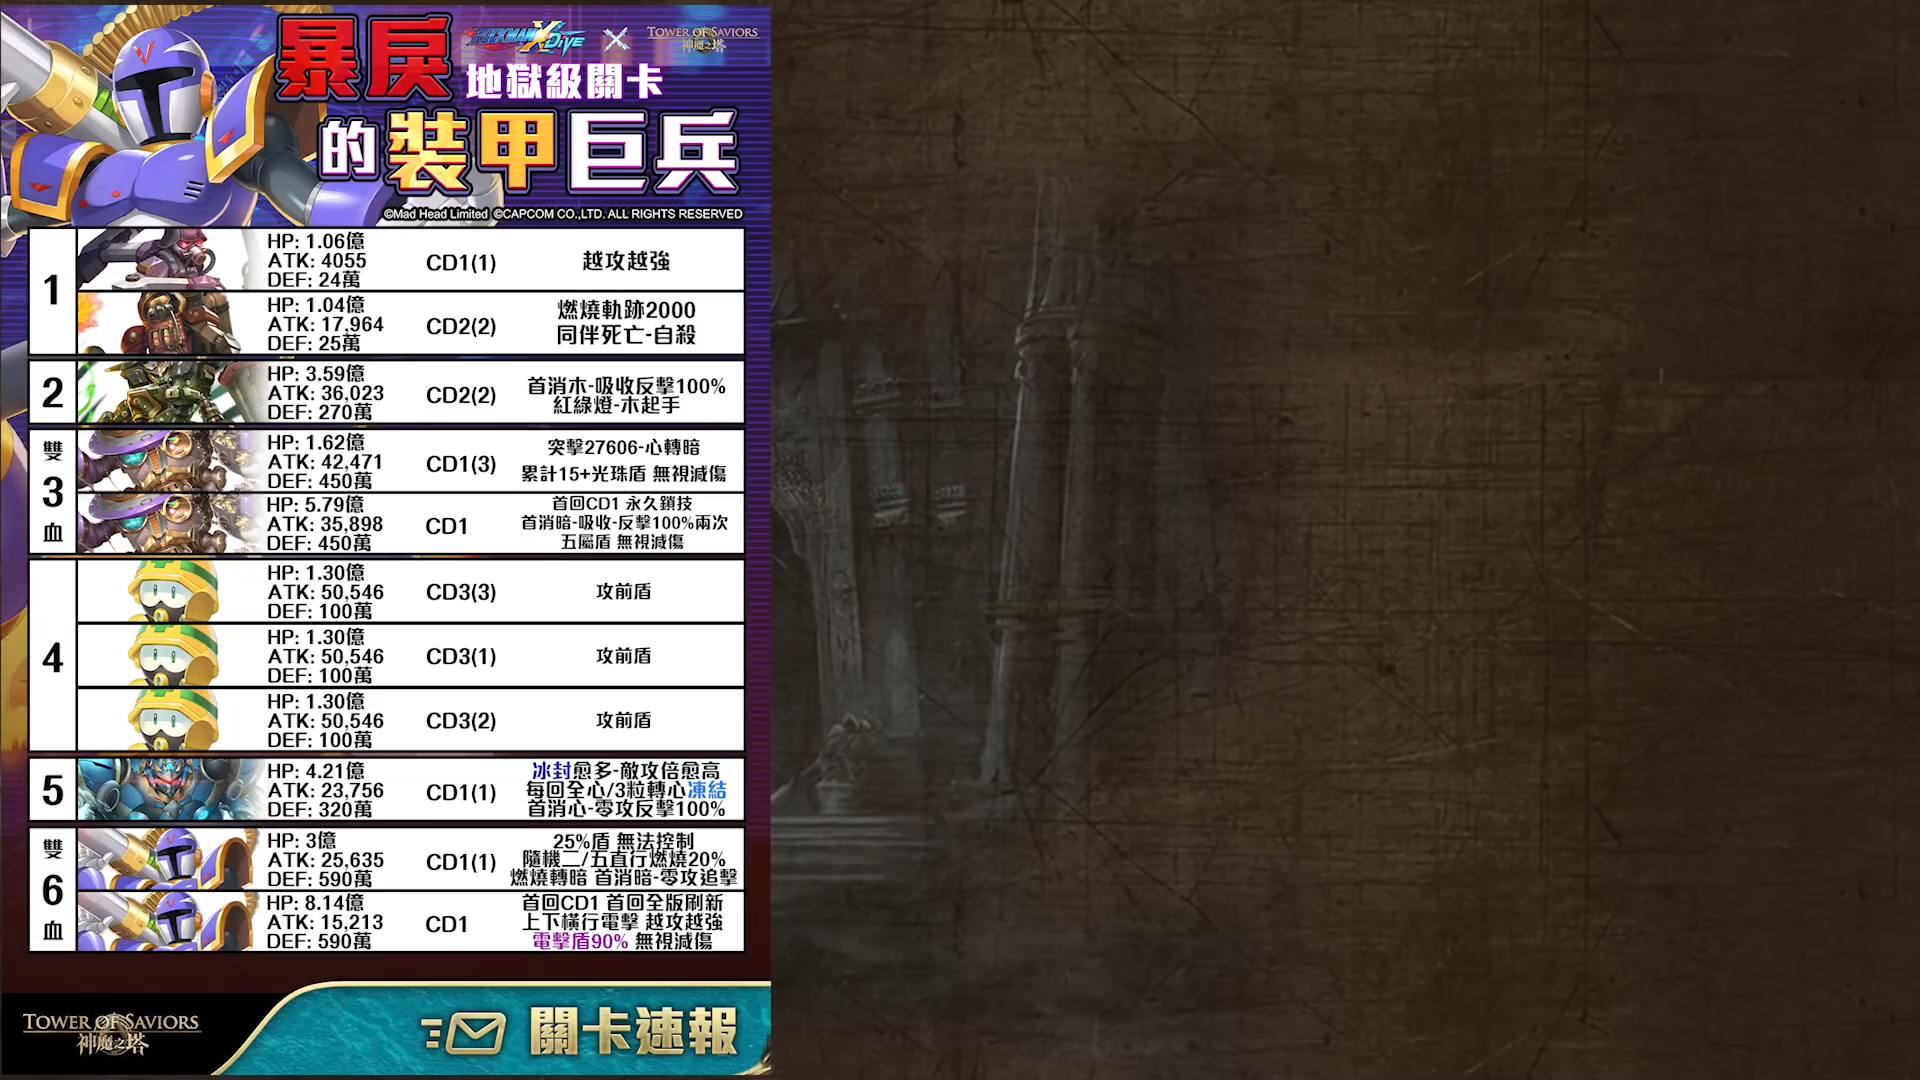 暴戾
ROCKMAN X DiVE
TOWER OF SAVIORS
神魔之塔
地獄級關卡
的裝甲巨兵
©Mad Head Limited ©CAPCOM CO.,LTD. ALL RIGHTS RESERVED
1
HP: 1.06億
ATK: 4055
DEF: 24萬
CD1(1)
越攻越強
HP: 1.04億
ATK: 17,964
DEF: 25萬
CD2(2)
燃燒軌跡2000
同伴死亡-自殺
2
HP: 3.59億
ATK: 36,023
DEF: 270萬
CD2(2)
首消木-吸收反擊100%
紅綠燈-木起手
雙
3
血
HP: 1.62億
ATK: 42,471
DEF: 450萬
CD1(3)
突擊27606-心轉暗
累計15+光珠盾 無視減傷
HP: 5.79億
ATK: 35,898
DEF: 450萬
CD1
首回CD1 永久鎖技
首消暗-吸收-反擊100%兩次
五屬盾 無視減傷
4
HP: 1.30億
ATK: 50,546
DEF: 100萬
CD3(3)
攻前盾
HP: 1.30億
ATK: 50,546
DEF: 100萬
CD3(1)
攻前盾
HP: 1.30億
ATK: 50,546
DEF: 100萬
CD3(2)
攻前盾
5
HP: 4.21億
ATK: 23,756
DEF: 320萬
CD1(1)
冰封愈多-敵攻倍愈高
每回全心/3粒轉心凍結
首消心-零攻反擊100%
雙
6
血
HP: 3億
ATK: 25,635
DEF: 590萬
CD1(1)
25%盾 無法控制
隨機二/五直行燃燒20%
燃燒轉暗 首消暗-零攻追擊
HP: 8.14億
ATK: 15,213
DEF: 590萬
CD1
首回CD1 首回全版刷新
上下橫行電擊 越攻越強
電擊盾90% 無視減傷
TOWER OF SAVIORS
神魔之塔
關卡速報